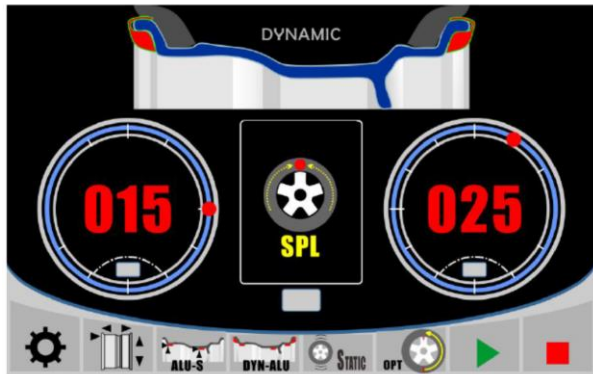 DYNAMIC
015
SPL
025
ALU-S
DYN-ALU
STATIC
OPT